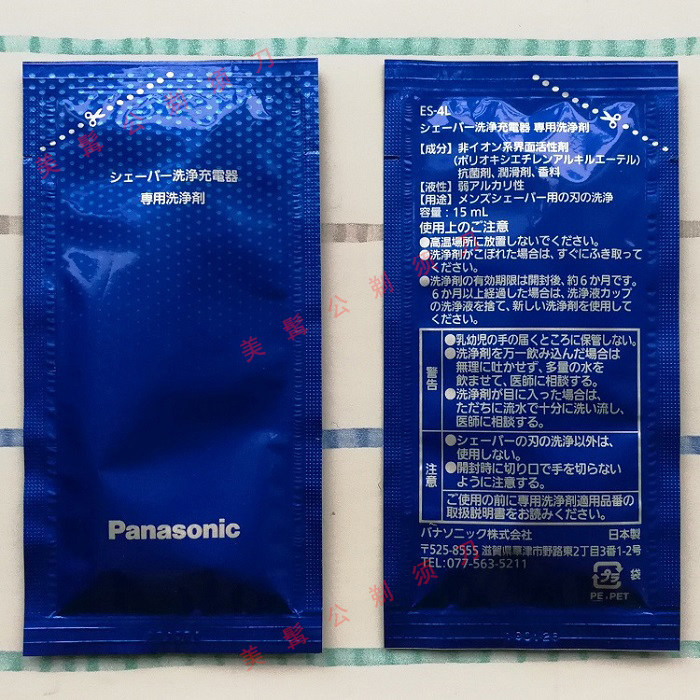 シェーバー洗浄充電器
専用洗浄剤
Panasonic
ES-4L
シェーバー洗浄充電器 専用洗浄剤
【成分】非イオン系界面活性剤
(ポリオキシエチレンアルキルエーテル)
抗菌剤、潤滑剤、香料
【液性】弱アルカリ性
【用途】メンズシェーバー用の刃の洗浄
容量:15 mL
使用上のご注意
●高温場所に放置しないでください。
●洗浄剤がこぼれた場合は、すぐにふき取って
ください。
●洗浄剤の有効期限は開封後、約6か月です。
6か月以上経過した場合は、洗浄液カップ
の洗浄液を捨て、新しい洗浄剤を使用して
ください。
警告
●乳幼児の手の届くところに保管しない。
●洗浄剤を万一飲み込んだ場合は
無理に吐かせず、多量の水を
飲ませて、医師に相談する。
●洗浄剤が目に入った場合は、
ただちに流水で十分に洗い流し、
医師に相談する。
注意
●シェーバーの刃の洗浄以外は、
使用しない。
●開封時に切り口で手を切らない
ように注意する。
ご使用の前に専用洗浄剤適用品番の
取扱説明書をお読みください。
パナソニック株式会社 日本製
〒525-8555 滋賀県草津市野路東2丁目3番1-2号
TEL:077-563-5211
プラ 袋
PE,PET
美髯公剃须刀
美髯公剃须刀
美髯公剃须刀